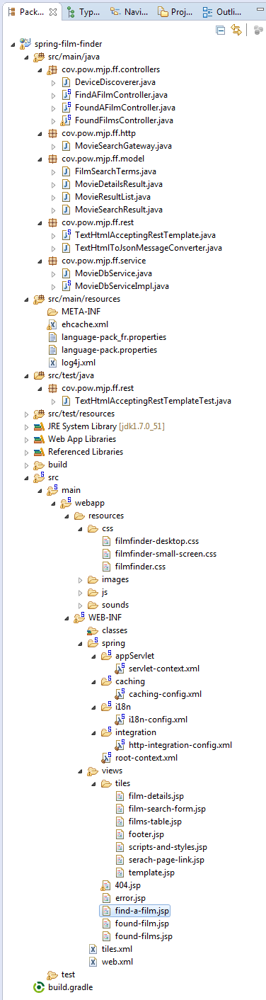 Pack... Typ... Navi... Proj... Outli...
spring-film-finder
src/main/java
cov.pow.mjp.ff.controllers
DeviceDiscoverer.java
FindAFilmController.java
FoundAFilmController.java
FoundFilmsController.java
cov.pow.mjp.ff.http
MovieSearchGateway.java
cov.pow.mjp.ff.model
FilmSearchTerms.java
MovieDetailsResult.java
MovieResultList.java
MovieSearchResult.java
cov.pow.mjp.ff.rest
TextHtmlAcceptingRestTemplate.java
TextHtmlToJsonMessageConverter.java
cov.pow.mjp.ff.service
MovieDbService.java
MovieDbServiceImpl.java
src/main/resources
META-INF
ehcache.xml
language-pack_fr.properties
language-pack.properties
log4j.xml
src/test/java
cov.pow.mjp.ff.rest
TextHtmlAcceptingRestTemplateTest.java
src/test/resources
JRE System Library [jdk1.7.0_51]
Web App Libraries
Referenced Libraries
build
src
main
webapp
resources
css
filmfinder-desktop.css
filmfinder-small-screen.css
filmfinder.css
images
js
sounds
WEB-INF
classes
spring
appServlet
servlet-context.xml
caching
caching-config.xml
i18n
i18n-config.xml
integration
http-integration-config.xml
root-context.xml
views
tiles
film-details.jsp
film-search-form.jsp
films-table.jsp
footer.jsp
scripts-and-styles.jsp
serach-page-link.jsp
template.jsp
404.jsp
error.jsp
find-a-film.jsp
found-film.jsp
found-films.jsp
tiles.xml
web.xml
test
build.gradle